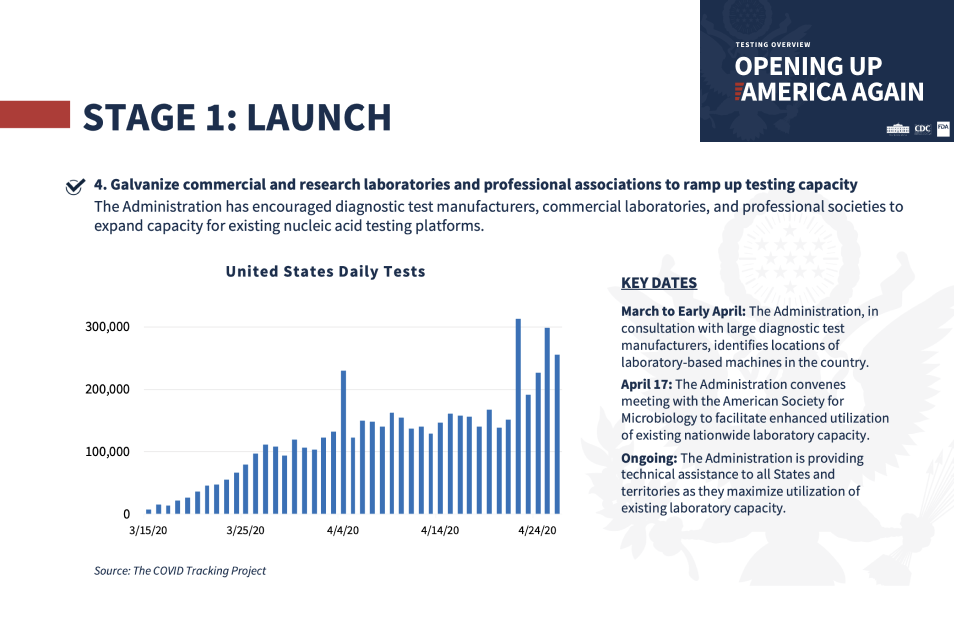 TESTING OVERVIEW
OPENING UP
AMERICA AGAIN
CDC
FDA
STAGE 1: LAUNCH
4. Galvanize commercial and research laboratories and professional associations to ramp up testing capacity
The Administration has encouraged diagnostic test manufacturers, commercial laboratories, and professional societies to
expand capacity for existing nucleic acid testing platforms.
United States Daily Tests
300,000
200,000
100,000
0
3/15/20
3/25/20
4/4/20
4/14/20
4/24/20
Source: The COVID Tracking Project
KEY DATES
March to Early April: The Administration, in
consultation with large diagnostic test
manufacturers, identifies locations of
laboratory-based machines in the country.
April 17: The Administration convenes
meeting with the American Society for
Microbiology to facilitate enhanced utilization
of existing nationwide laboratory capacity.
Ongoing: The Administration is providing
technical assistance to all States and
territories as they maximize utilization of
existing laboratory capacity.